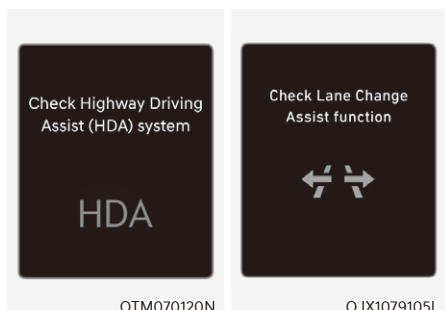 Check Highway Driving
Assist (HDA) system
HDA
OTM070120N
Check Lane Change
Assist function
OJX1079105L